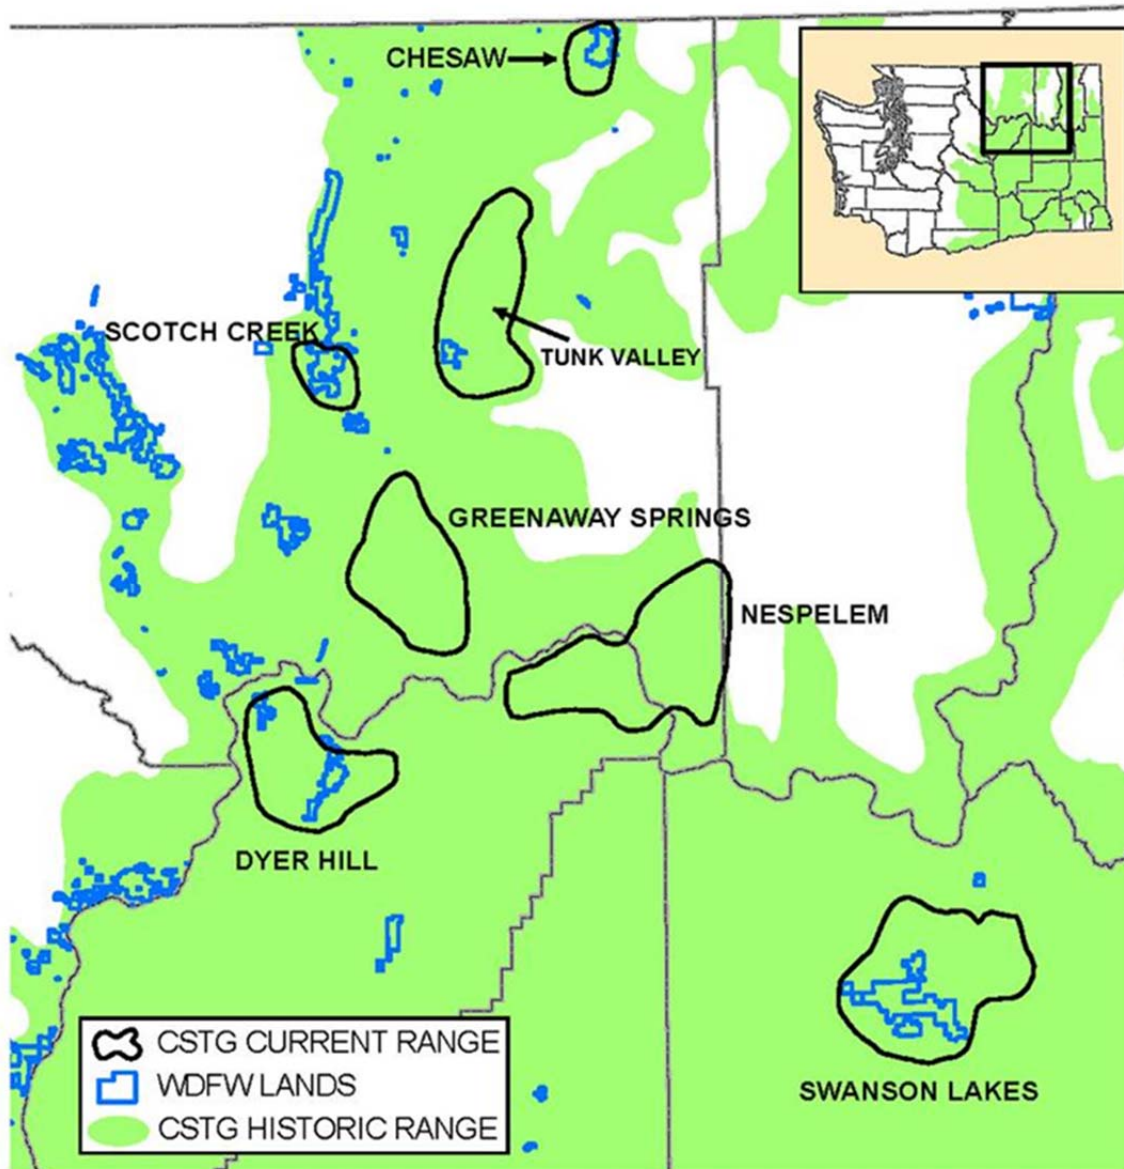 CHESAW
SCOTCH CREEK
TUNK VALLEY
GREENAWAY SPRINGS
NESPELEM
DYER HILL
SWANSON LAKES
CSTG CURRENT RANGE
WDFW LANDS
CSTG HISTORIC RANGE